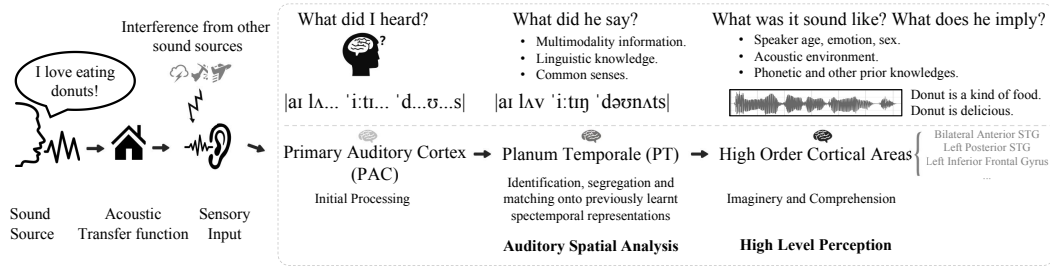 What did I heard?
What did he say?
What was it sound like? What does he imply?
Interference from other
sound sources
I love eating
donuts!
?
• Multimodality information.
• Linguistic knowledge.
• Common senses.
• Speaker age, emotion, sex.
• Acoustic environment.
• Phonetic and other prior knowledges.
|aɪ lʌ... ˈiːtɪ... ˈd...ʊ...s|
|aɪ lʌv ˈiːtɪŋ ˈdəʊnʌts|
Donut is a kind of food.
Donut is delicious.
Primary Auditory Cortex
(PAC)
Initial Processing
Planum Temporale (PT)
Identification, segregation and
matching onto previously learnt
spectemporal representations
Auditory Spatial Analysis
High Order Cortical Areas
Bilateral Anterior STG
Left Posterior STG
Left Inferior Frontal Gyrus
...
Imaginery and Comprehension
High Level Perception
Sound
Source
Acoustic
Transfer function
Sensory
Input